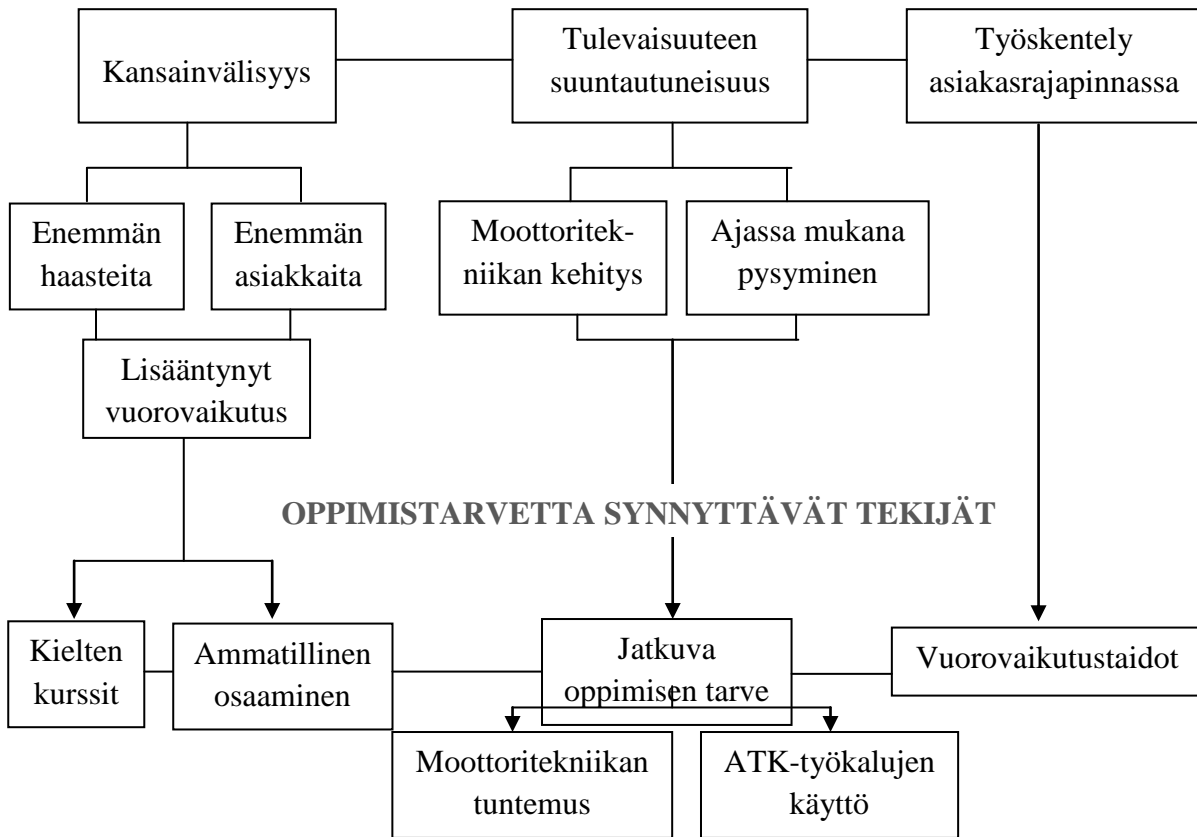 Kansainvälisyys
Tulevaisuuteen
suuntautuneisuus
Työskentely
asiakasrajapinnassa
Enemmän
haasteita
Enemmän
asiakkaita
Moottoritek-
niikan kehitys
Ajassa mukana
pysyminen
Lisääntynyt
vuorovaikutus
OPPIMISTARVETTA SYNNYTTÄVÄT TEKIJÄT
Kielten
kurssit
Ammatillinen
osaaminen
Jatkuva
oppimisen tarve
Vuorovaikutustaidot
Moottoritekniikan
tuntemus
ATK-työkalujen
käyttö